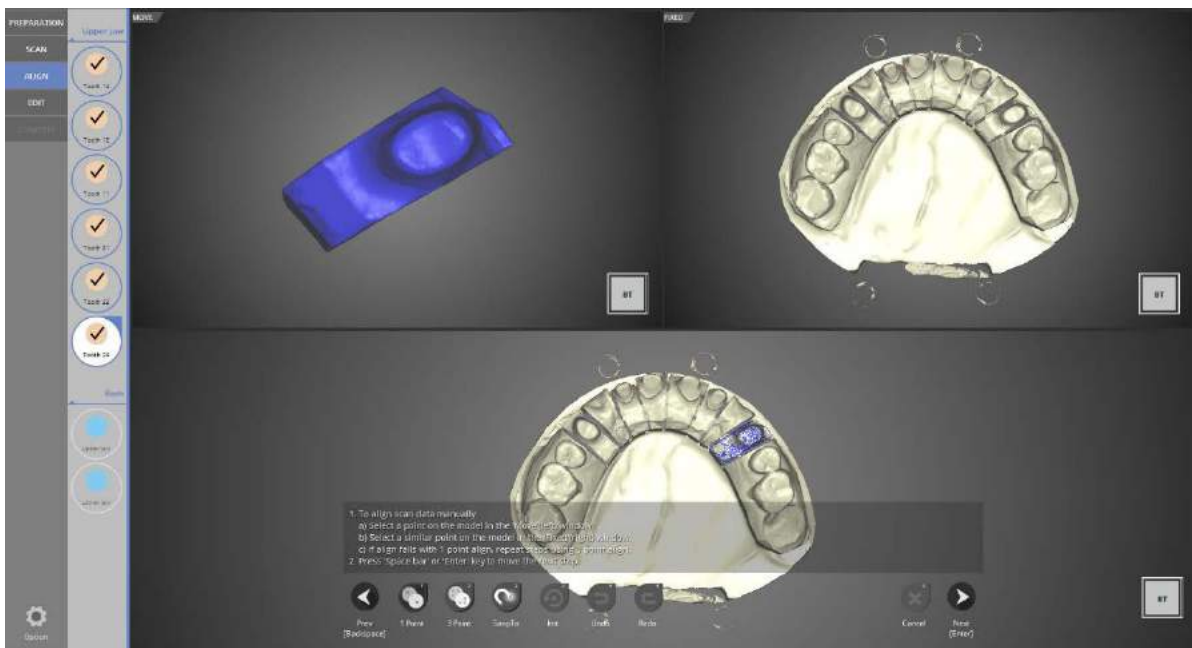 PREPARATION
SCAN
ALIGN
EDIT
Upper Jaw
Tooth
Tooth
Tooth 11
Tooth 21
Tooth 22
Tooth 24
Option
MOVE
FIXED
BT
BT
1. To align scan data manually
a) Select a point on the model in the 'Move' left window.
b) Select a similar point on the model in the 'Fixed' right window.
c) If align fails with 1 point align, repeat steps using 3 point align.
2. Press 'Space bar' or 'Enter' key to move the next step.
Prev
[Backspace]
1 Point
3 Point
Init
Undo
Redo
Cancel
Next
[Enter]
BT